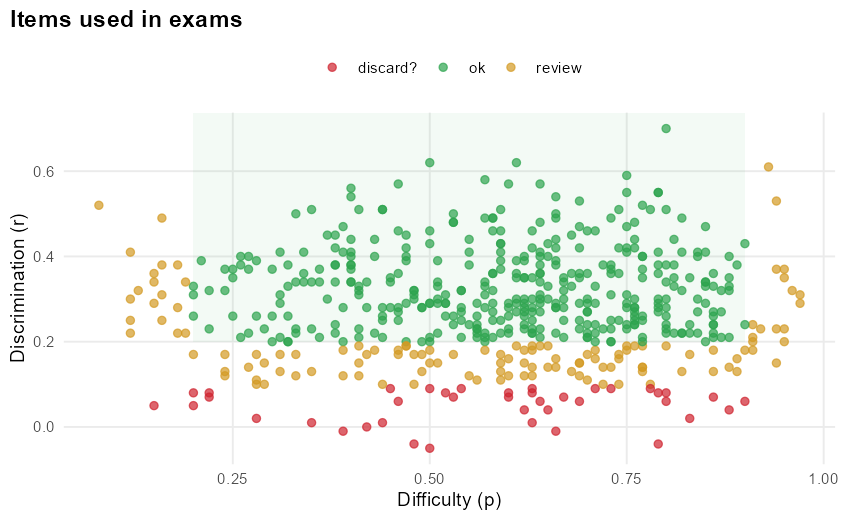 Items used in exams
discard? ok review
Discrimination (r)
0.6
0.4
0.2
0.0
0.25 0.50 0.75 1.00
Difficulty (p)